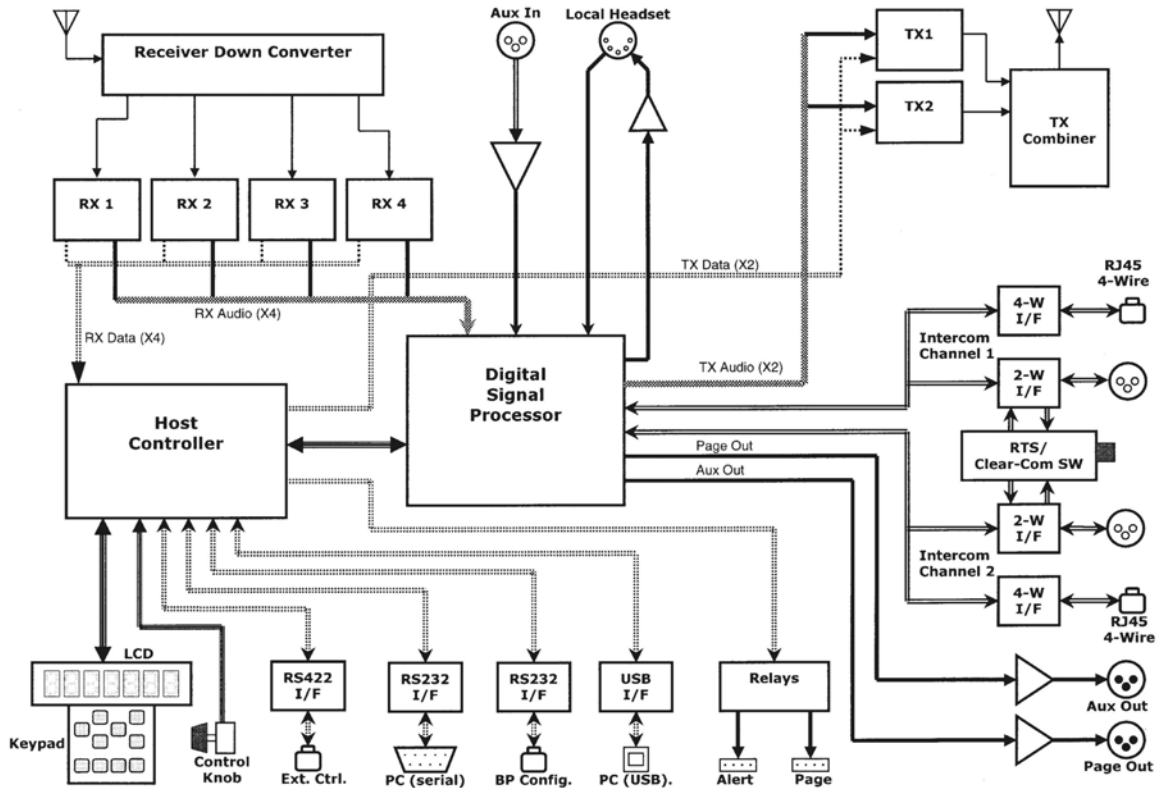 Aux In
Local Headset
Receiver Down Converter
TX1
TX2
TX
Combiner
RX 1
RX 2
RX 3
RX 4
TX Data (X2)
RX Audio (X4)
RX Data (X4)
RJ45
4-Wire
4-W
I/F
Intercom
Channel 1
2-W
I/F
Digital
Signal
Processor
TX Audio (X2)
Host
Controller
RTS/
Clear-Com SW
Page Out
Aux Out
2-W
I/F
Intercom
Channel 2
4-W
I/F
RJ45
4-Wire
LCD
RS422
I/F
RS232
I/F
RS232
I/F
USB
I/F
Relays
Aux Out
Keypad
Control
Knob
Ext. Ctrl.
PC (serial)
BP Config.
PC (USB).
Alert
Page
Page Out